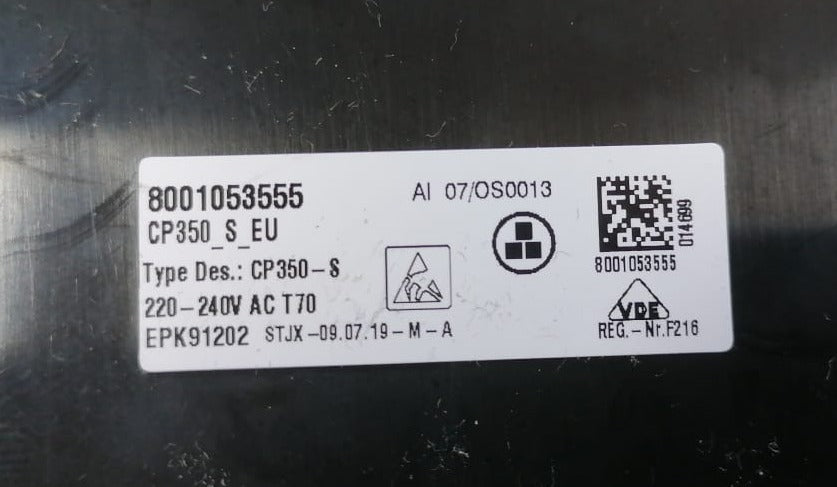 8001053555
AI 07/OS0013
CP350_S_EU
Type Des.: CP350-S
220-240V AC T70
EPK91202 STJX-09.07.19-M-A
014699
8001053555
VDE
REG.-Nr.F216